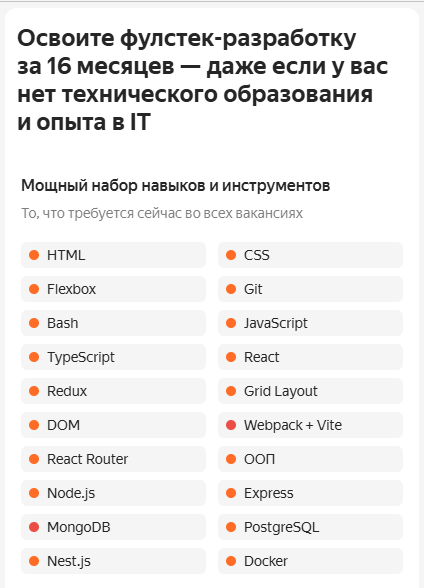 Освоите фулстек-разработку
за 16 месяцев — даже если у вас
нет технического образования
и опыта в IT
Мощный набор навыков и инструментов
То, что требуется сейчас во всех вакансиях
HTML
CSS
Flexbox
Git
Bash
JavaScript
TypeScript
React
Redux
Grid Layout
DOM
Webpack + Vite
React Router
ООП
Node.js
Express
MongoDB
PostgreSQL
Nest.js
Docker